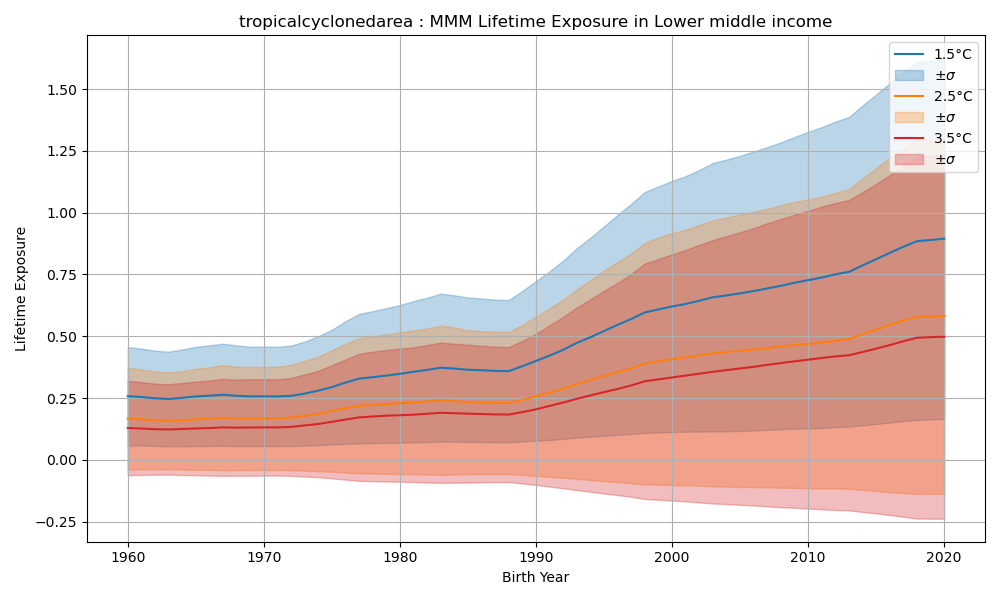 tropicalcyclonedarea : MMM Lifetime Exposure in Lower middle income
1.5°C
±σ
2.5°C
±σ
3.5°C
±σ
1.50
1.25
1.00
0.75
0.50
0.25
0.00
−0.25
Lifetime Exposure
1960 1970 1980 1990 2000 2010 2020
Birth Year